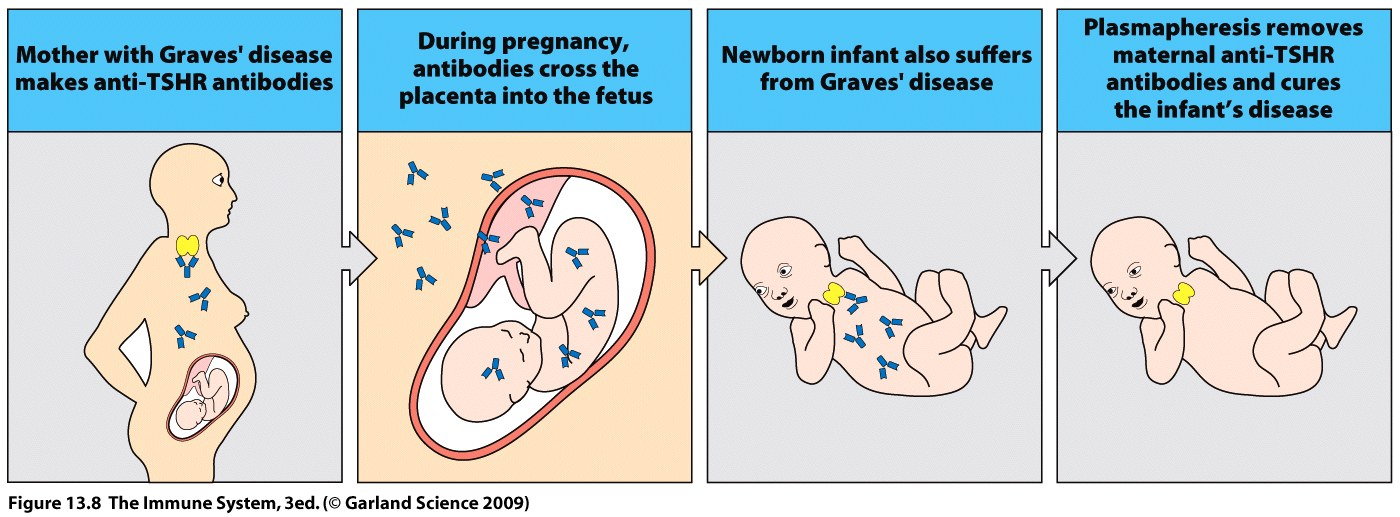 Mother with Graves' disease
makes anti-TSHR antibodies
During pregnancy,
antibodies cross the
placenta into the fetus
Newborn infant also suffers
from Graves' disease
Plasmapheresis removes
maternal anti-TSHR
antibodies and cures
the infant’s disease
Figure 13.8 The Immune System, 3ed. (© Garland Science 2009)